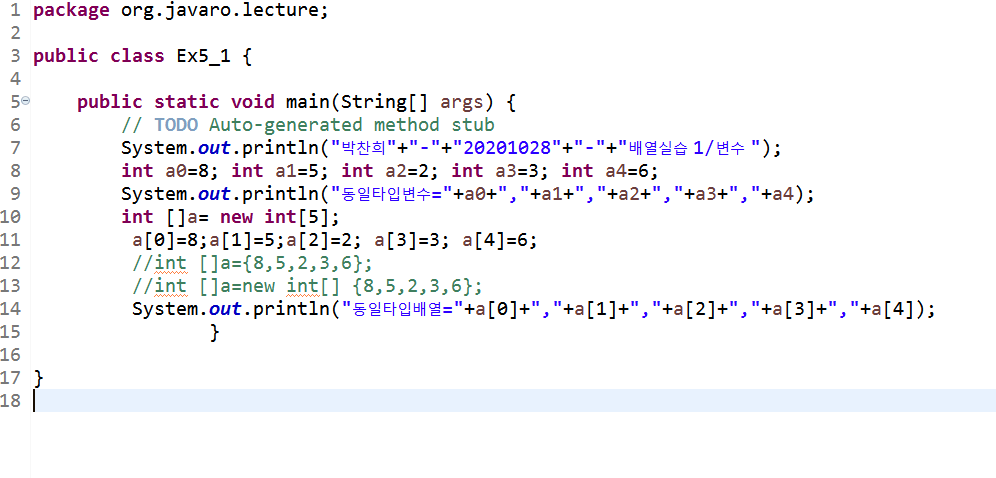 1 package org.javaro.lecture;
2
3 public class Ex5_1 {
4
5 public static void main(String[] args) {
6 // TODO Auto-generated method stub
7 System.out.println("박찬희"+"-"+"20201028"+"-"+"배열실습 1/변수 ");
8 int a0=8; int a1=5; int a2=2; int a3=3; int a4=6;
9 System.out.println("동일타입변수="+a0+","+a1+","+a2+","+a3+","+a4);
10 int []a= new int[5];
11 a[0]=8;a[1]=5;a[2]=2; a[3]=3; a[4]=6;
12 //int []a={8,5,2,3,6};
13 //int []a=new int[] {8,5,2,3,6};
14 System.out.println("동일타입배열="+a[0]+","+a[1]+","+a[2]+","+a[3]+","+a[4]);
15 }
16
17 }
18